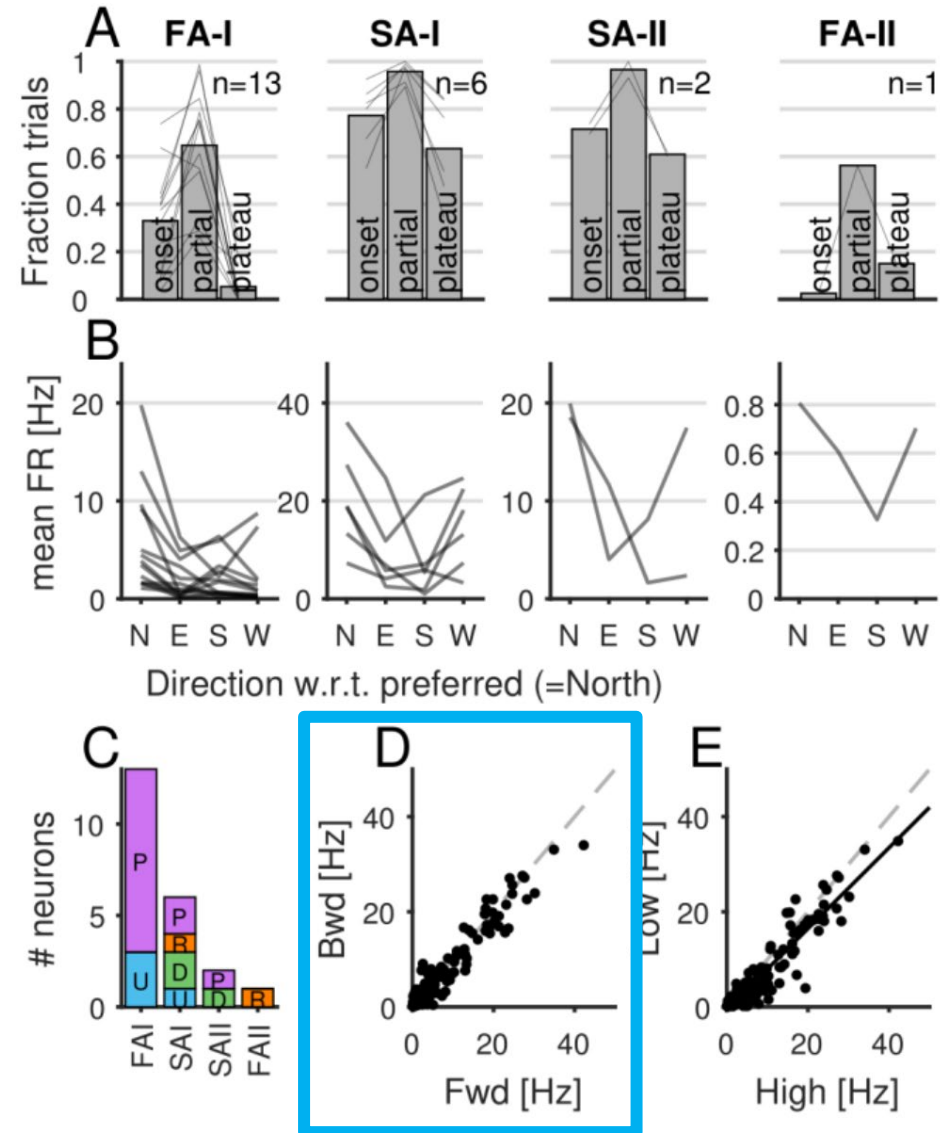 A
FA-I
SA-I
SA-II
FA-II
Fraction trials
1
0.8
0.6
0.4
0.2
0
n=13
n=6
n=2
n=1
onset
partial
plateau
onset
partial
plateau
onset
partial
plateau
onset
partial
plateau
B
mean FR [Hz]
20
10
0
40
20
0
20
10
0
0.8
0.6
0.4
0.2
0
N E S W
N E S W
N E S W
N E S W
Direction w.r.t. preferred (=North)
C
# neurons
10
5
0
P
U
P
R
D
U
P
D
R
FAI
SAI
SAII
FAII
D
Bwd [Hz]
40
20
0
0 20 40
Fwd [Hz]
E
Low [Hz]
40
20
0
0 20 40
High [Hz]